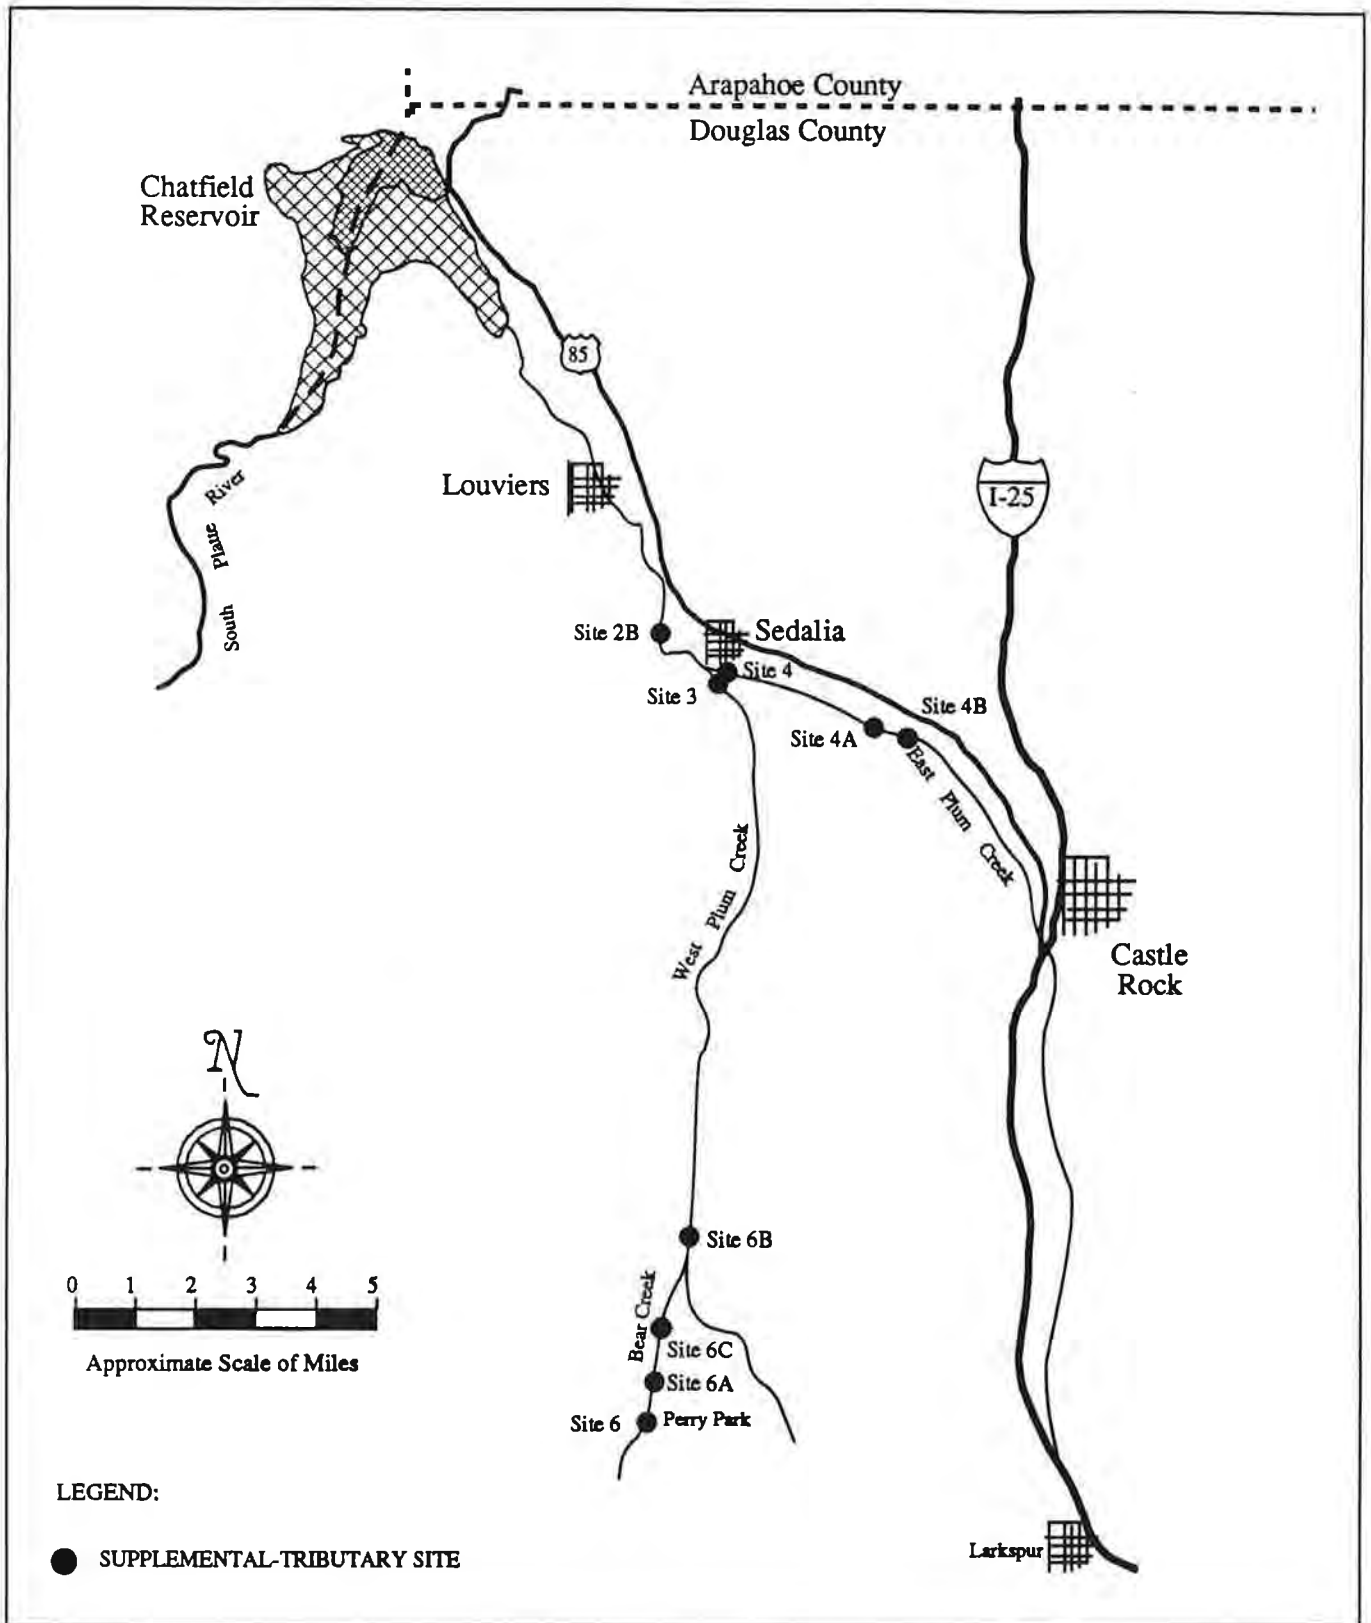 Arapahoe County
Douglas County
Chatfield
Reservoir
85
Louviers
I-25
South Platte River
Site 2B
Sedalia
Site 4
Site 3
Site 4B
Site 4A
East Plum Creek
West Plum Creek
Castle
Rock
N
Site 6B
0 1 2 3 4 5
Bear Creek
Approximate Scale of Miles
Site 6C
Site 6A
Site 6
Perry Park
LEGEND:
Larkspur
SUPPLEMENTAL-TRIBUTARY SITE